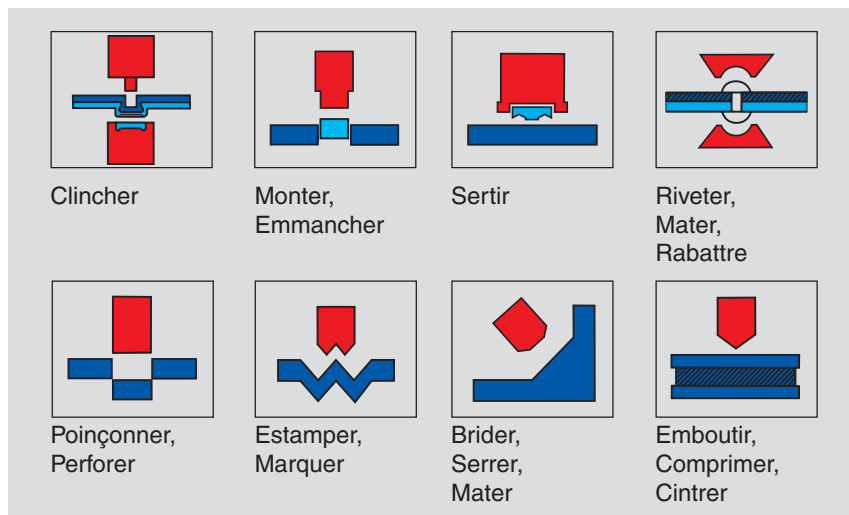 Clincher
Monter,
Emmancher
Sertir
Riveter,
Mater,
Rabattre
Poinçonner,
Perforer
Estamper,
Marquer
Brider,
Serrer,
Mater
Emboutir,
Comprimer,
Cintrer